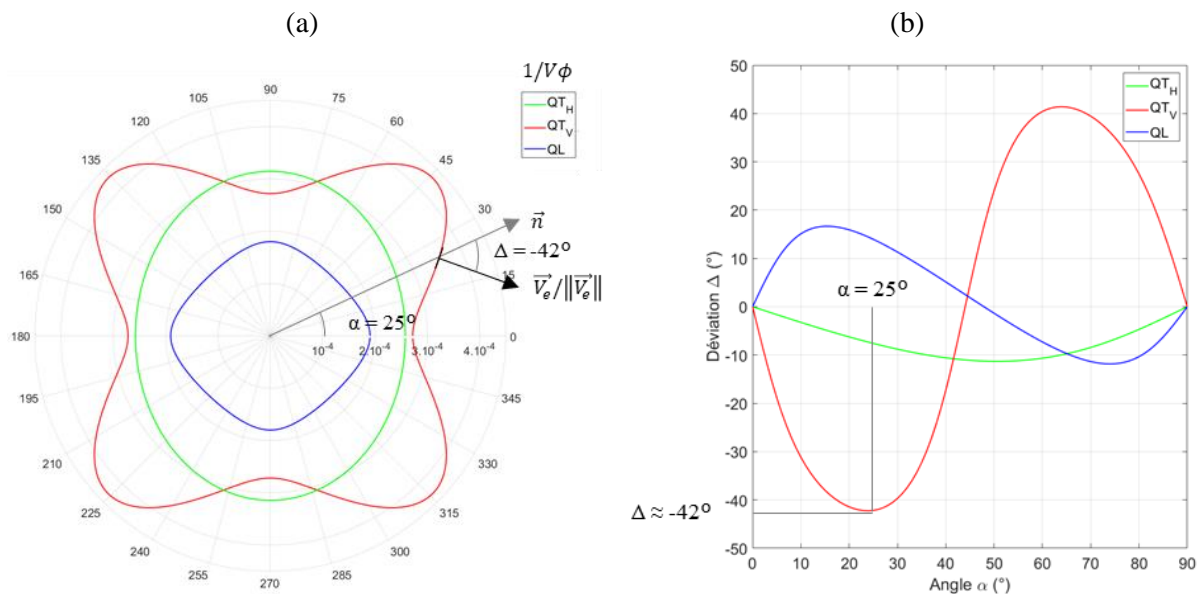 (a)
(b)
1/Vϕ
QT_H
QT_V
QL
90
75
60
45
30
15
0
345
330
315
300
285
270
255
240
225
210
195
180
165
150
135
120
105
n⃗
Δ = -42°
V⃗_e/‖V⃗_e‖
α = 25°
10⁻⁴
2.10⁻⁴
3.10⁻⁴
4.10⁻⁴
QT_H
QT_V
QL
50
40
30
20
10
0
-10
-20
-30
-40
-50
Déviation Δ (°)
α = 25°
Δ ≈ -42°
0 10 20 30 40 50 60 70 80 90
Angle α (°)